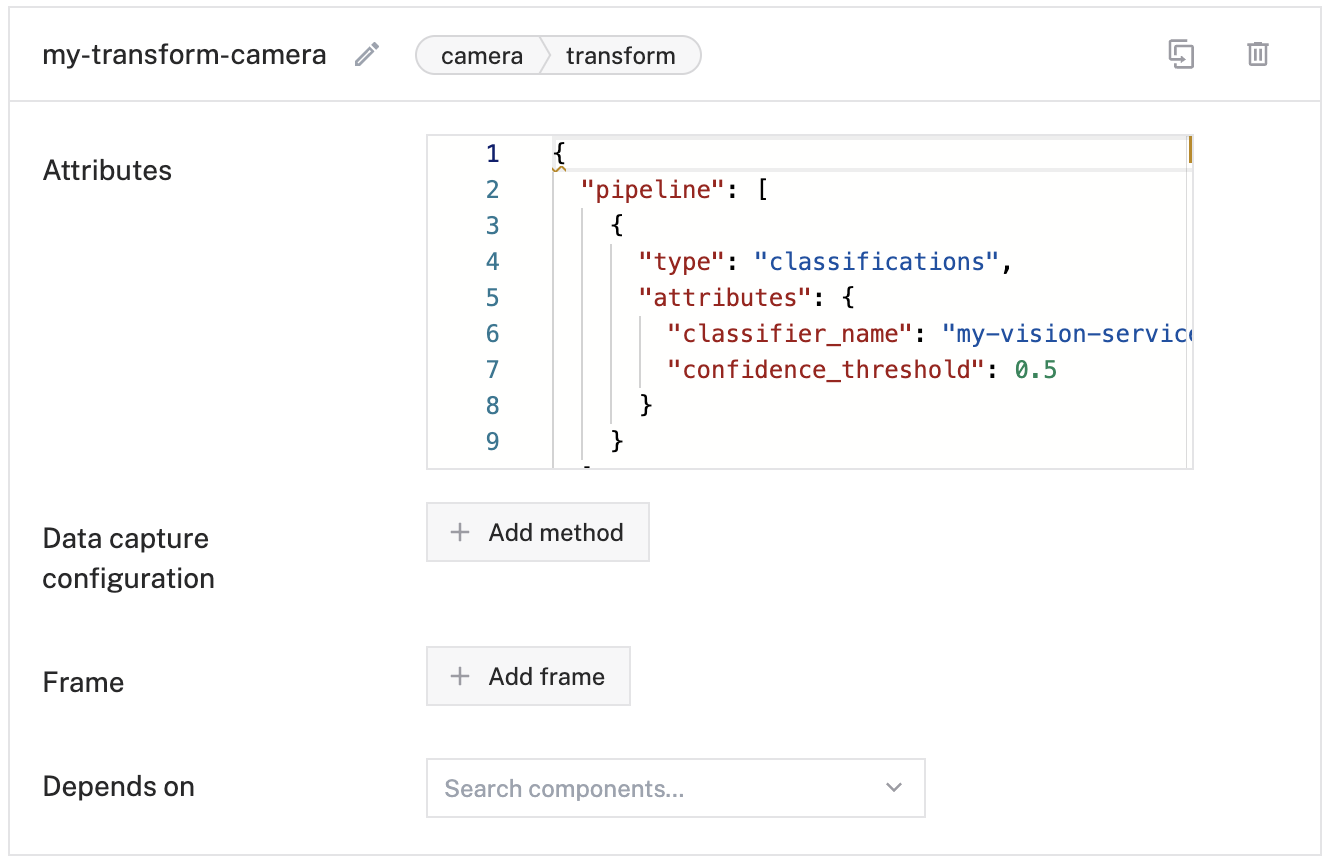 my-transform-camera
camera transform
Attributes
1 {
2 "pipeline": [
3 {
4 "type": "classifications",
5 "attributes": {
6 "classifier_name": "my-vision-servic
7 "confidence_threshold": 0.5
8 }
9 }
Data capture
configuration
+ Add method
Frame
+ Add frame
Depends on
Search components...